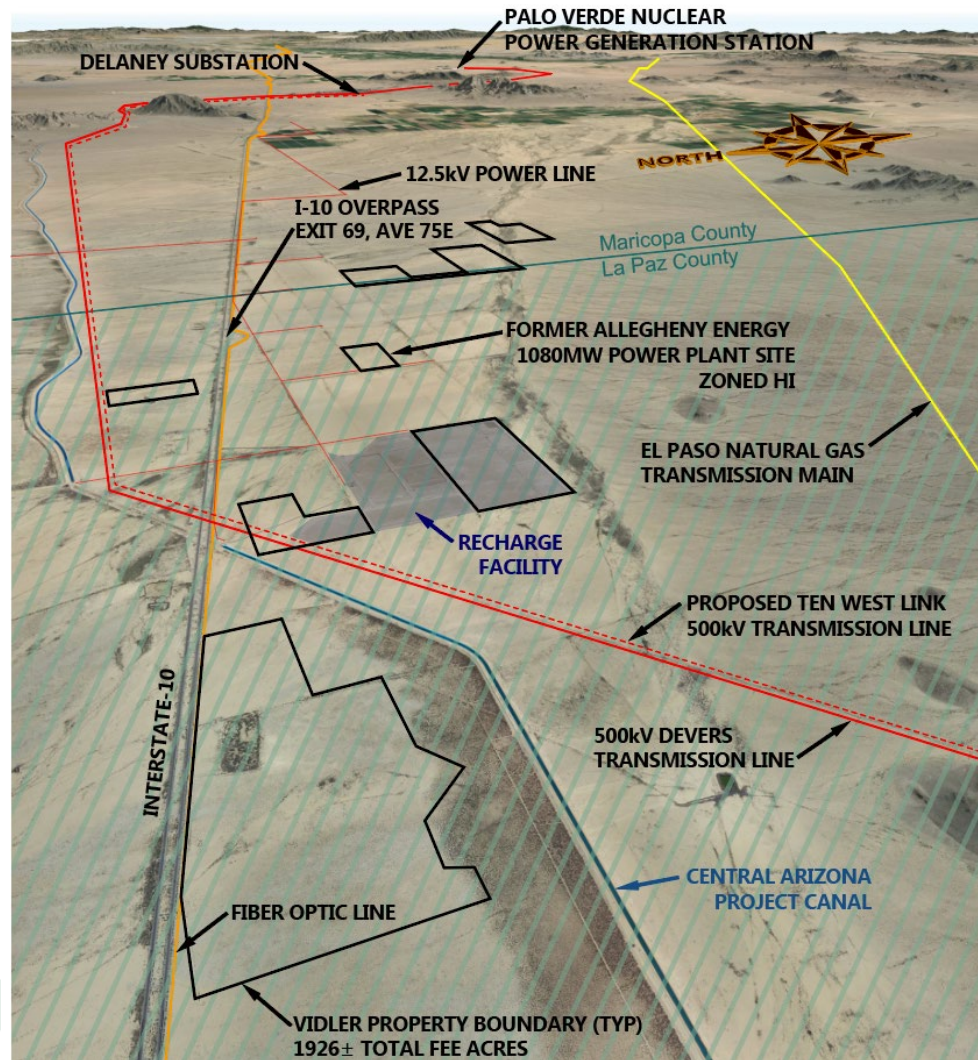 PALO VERDE NUCLEAR
POWER GENERATION STATION
DELANEY SUBSTATION
NORTH
12.5kV POWER LINE
I-10 OVERPASS
EXIT 69, AVE 75E
Maricopa County
La Paz County
FORMER ALLEGHENY ENERGY
1080MW POWER PLANT SITE
ZONED HI
EL PASO NATURAL GAS
TRANSMISSION MAIN
RECHARGE
FACILITY
PROPOSED TEN WEST LINK
500kV TRANSMISSION LINE
INTERSTATE-10
500kV DEVERS
TRANSMISSION LINE
CENTRAL ARIZONA
PROJECT CANAL
FIBER OPTIC LINE
VIDLER PROPERTY BOUNDARY (TYP)
1926± TOTAL FEE ACRES